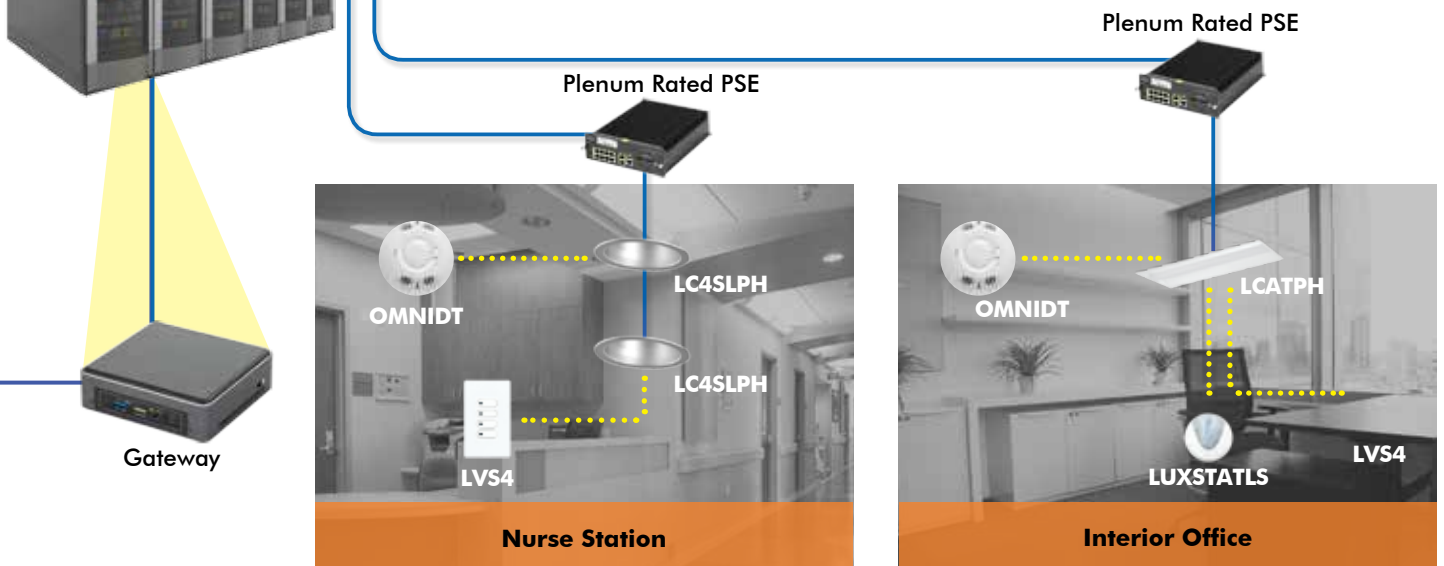 Plenum Rated PSE
Plenum Rated PSE
OMNIDT
LC4SLPH
LC4SLPH
LVS4
Nurse Station
OMNIDT
LCATPH
LUXSTATLS
LVS4
Interior Office
Gateway